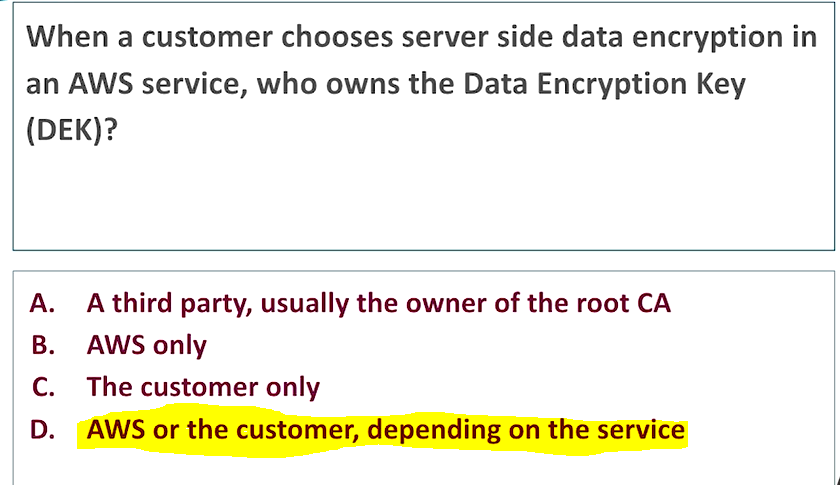 When a customer chooses server side data encryption in
an AWS service, who owns the Data Encryption Key
(DEK)?
A. A third party, usually the owner of the root CA
B. AWS only
C. The customer only
D. AWS or the customer, depending on the service